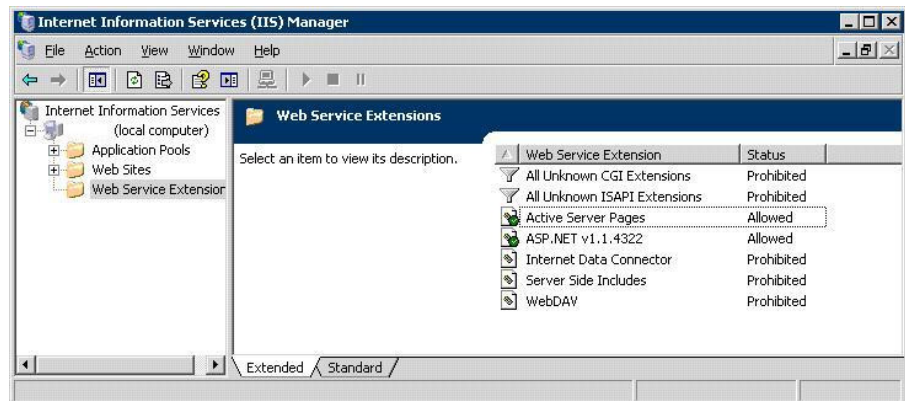 Internet Information Services (IIS) Manager
File Action View Window Help
Internet Information Services
(local computer)
Application Pools
Web Sites
Web Service Extension
Web Service Extensions
Select an item to view its description.
Web Service Extension Status
All Unknown CGI Extensions Prohibited
All Unknown ISAPI Extensions Prohibited
Active Server Pages Allowed
ASP.NET v1.1.4322 Allowed
Internet Data Connector Prohibited
Server Side Includes Prohibited
WebDAV Prohibited
Extended Standard